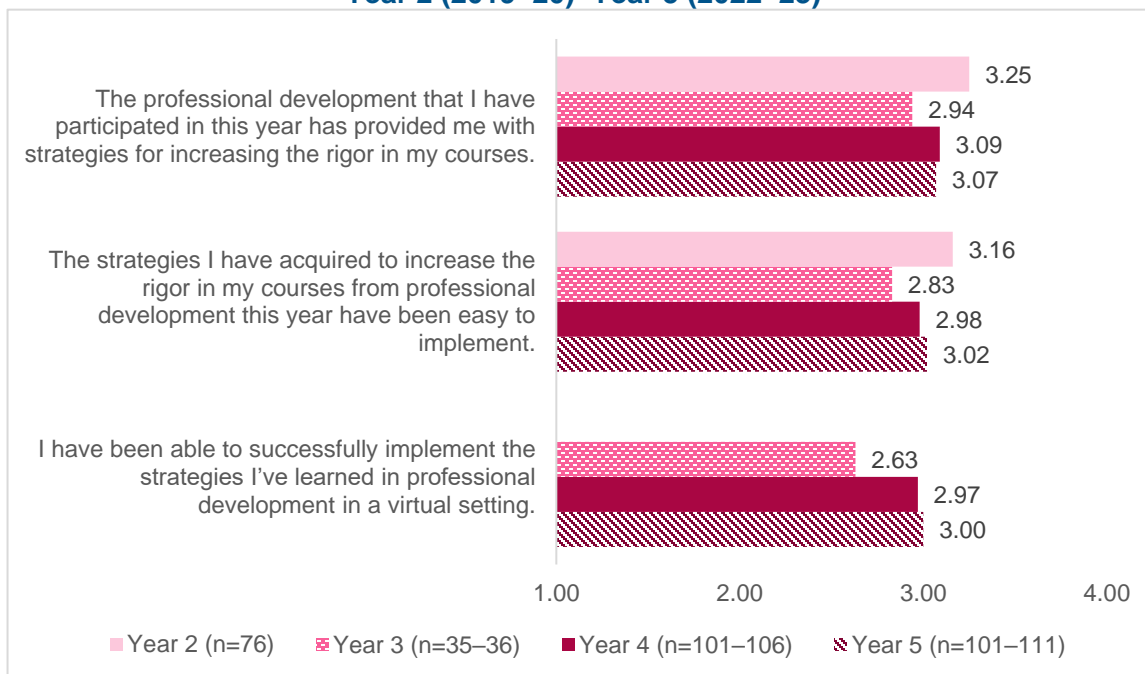 The professional development that I have
participated in this year has provided me with
strategies for increasing the rigor in my courses.
3.25
2.94
3.09
3.07
The strategies I have acquired to increase the
rigor in my courses from professional
development this year have been easy to
implement.
3.16
2.83
2.98
3.02
I have been able to successfully implement the
strategies I’ve learned in professional
development in a virtual setting.
2.63
2.97
3.00
1.00 2.00 3.00 4.00
Year 2 (n=76) Year 3 (n=35–36) Year 4 (n=101–106) Year 5 (n=101–111)